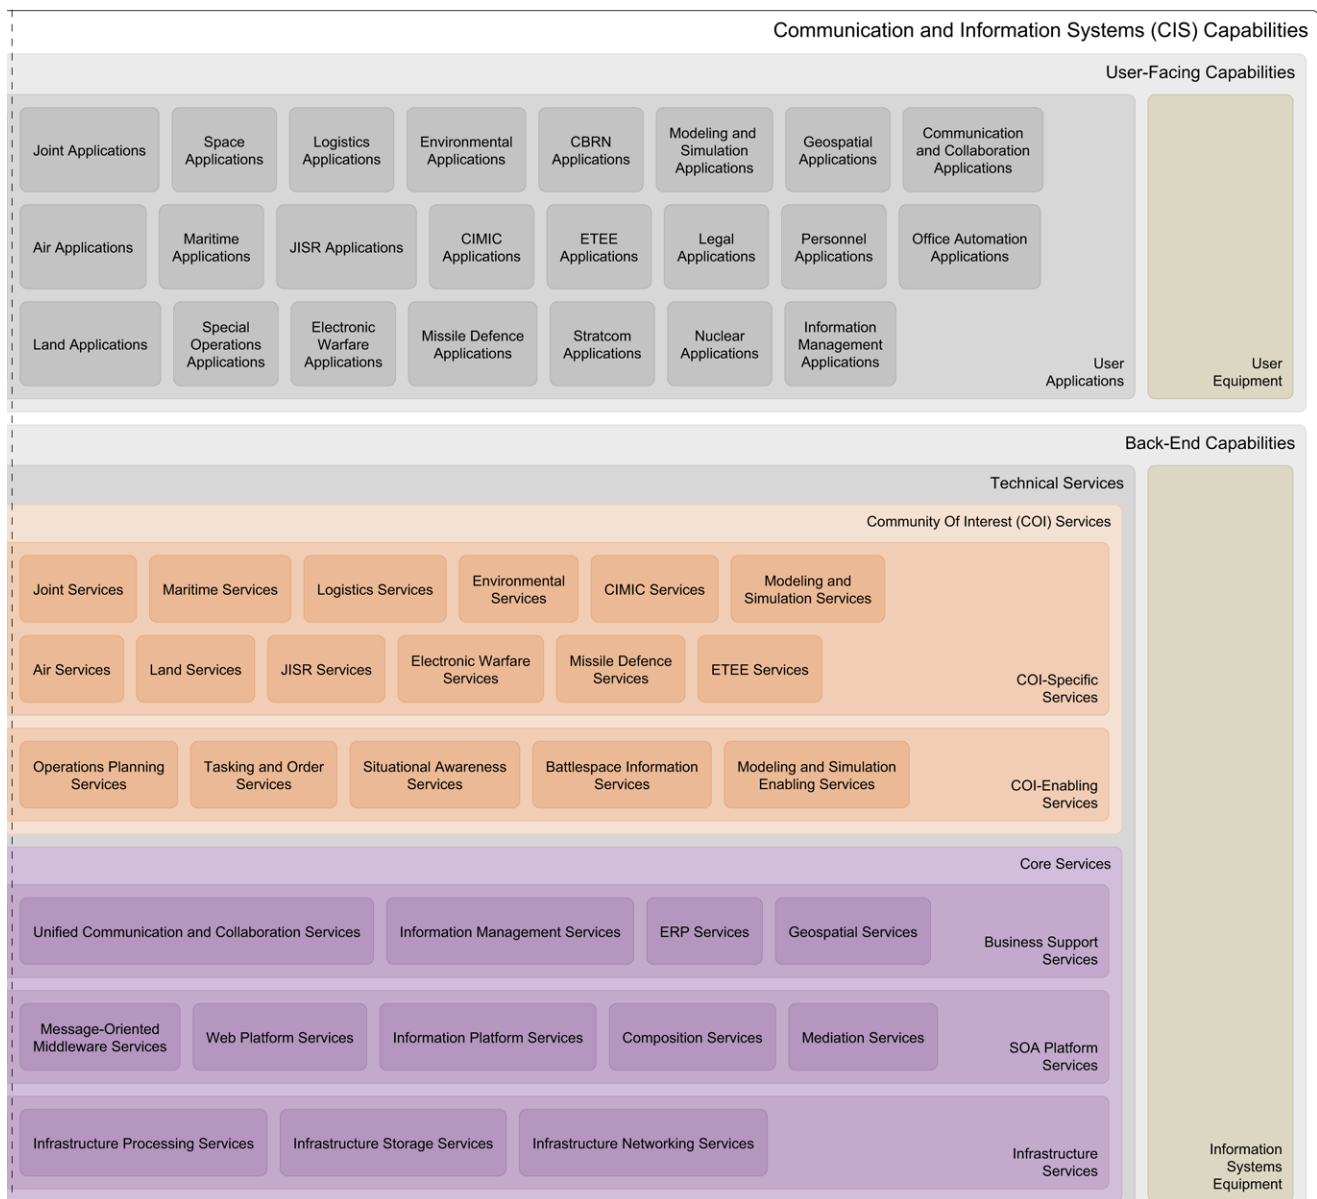 Communication and Information Systems (CIS) Capabilities
User-Facing Capabilities
Joint Applications
Space
Applications
Logistics
Applications
Environmental
Applications
CBRN
Applications
Modeling and
Simulation
Applications
Geospatial
Applications
Communication
and Collaboration
Applications
Air Applications
Maritime
Applications
JISR Applications
CIMIC
Applications
ETEE
Applications
Legal
Applications
Personnel
Applications
Office Automation
Applications
Land Applications
Special
Operations
Applications
Electronic
Warfare
Applications
Missile Defence
Applications
Stratcom
Applications
Nuclear
Applications
Information
Management
Applications
User
Applications
User
Equipment
Back-End Capabilities
Technical Services
Community Of Interest (COI) Services
Joint Services
Maritime Services
Logistics Services
Environmental
Services
CIMIC Services
Modeling and
Simulation Services
Air Services
Land Services
JISR Services
Electronic Warfare
Services
Missile Defence
Services
ETEE Services
COI-Specific
Services
Operations Planning
Services
Tasking and Order
Services
Situational Awareness
Services
Battlespace Information
Services
Modeling and Simulation
Enabling Services
COI-Enabling
Services
Core Services
Unified Communication and Collaboration Services
Information Management Services
ERP Services
Geospatial Services
Business Support
Services
Message-Oriented
Middleware Services
Web Platform Services
Information Platform Services
Composition Services
Mediation Services
SOA Platform
Services
Infrastructure Processing Services
Infrastructure Storage Services
Infrastructure Networking Services
Infrastructure
Services
Information
Systems
Equipment